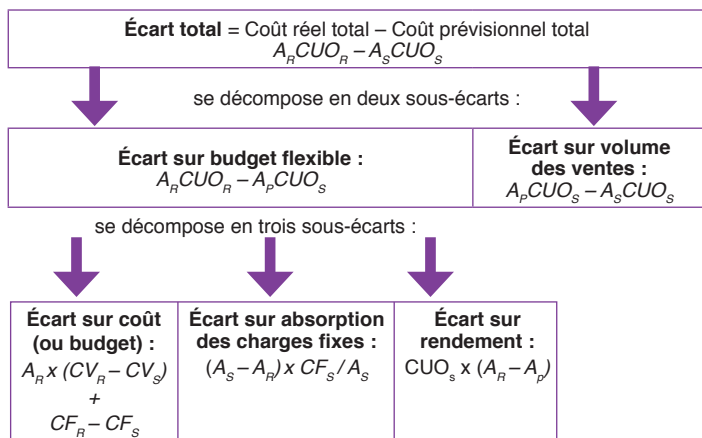 Écart total = Coût réel total – Coût prévisionnel total
A_R CUO_R – A_S CUO_S
se décompose en deux sous-écarts :
Écart sur budget flexible :
A_R CUO_R – A_P CUO_S
Écart sur volume
des ventes :
A_P CUO_S – A_S CUO_S
se décompose en trois sous-écarts :
Écart sur coût
(ou budget) :
A_R x (CV_R – CV_S)
+
CF_R – CF_S
Écart sur absorption
des charges fixes :
(A_S – A_R) x CF_S / A_S
Écart sur
rendement :
CUO_s x (A_R – A_p)